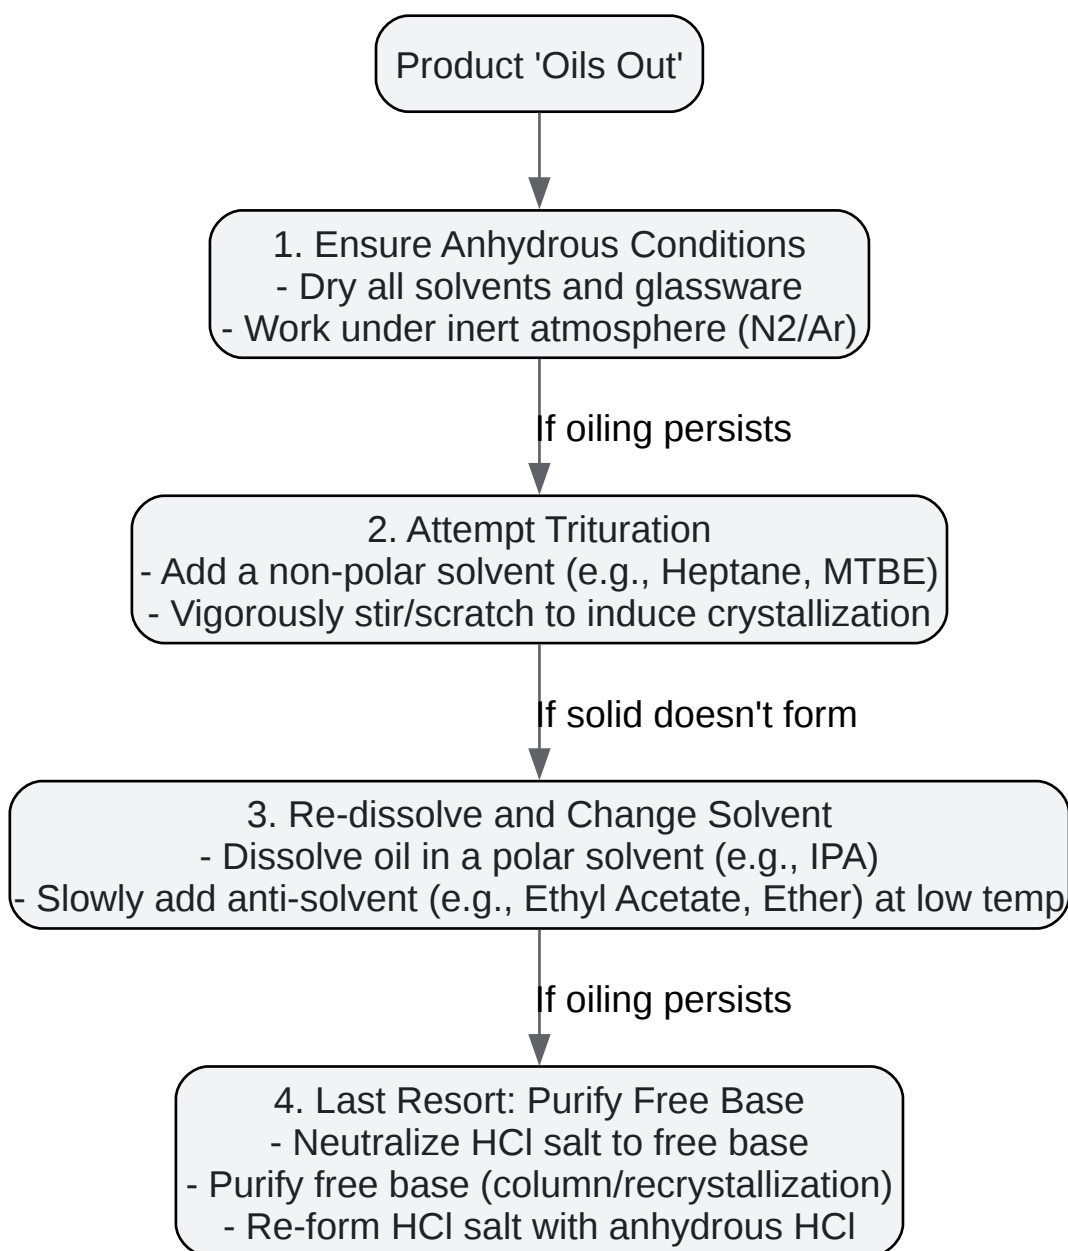 Product 'Oils Out'
1. Ensure Anhydrous Conditions
- Dry all solvents and glassware
- Work under inert atmosphere (N2/Ar)
If oiling persists
2. Attempt Trituration
- Add a non-polar solvent (e.g., Heptane, MTBE)
- Vigorously stir/scratch to induce crystallization
If solid doesn't form
3. Re-dissolve and Change Solvent
- Dissolve oil in a polar solvent (e.g., IPA)
- Slowly add anti-solvent (e.g., Ethyl Acetate, Ether) at low temp
If oiling persists
4. Last Resort: Purify Free Base
- Neutralize HCl salt to free base
- Purify free base (column/recrystallization)
- Re-form HCl salt with anhydrous HCl